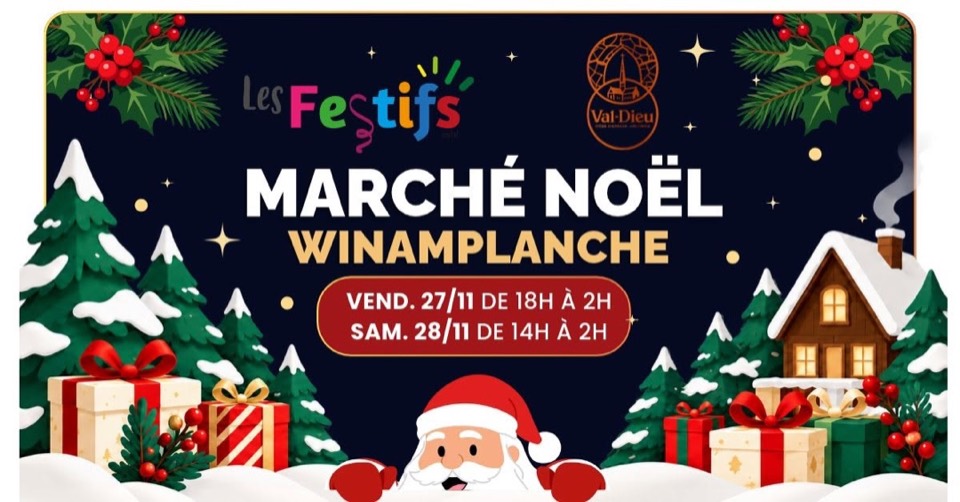 Les Festifs
Val-Dieu
MARCHÉ NOËL
WINAMPLANCHE
VEND. 27/11 DE 18H À 2H
SAM. 28/11 DE 14H À 2H